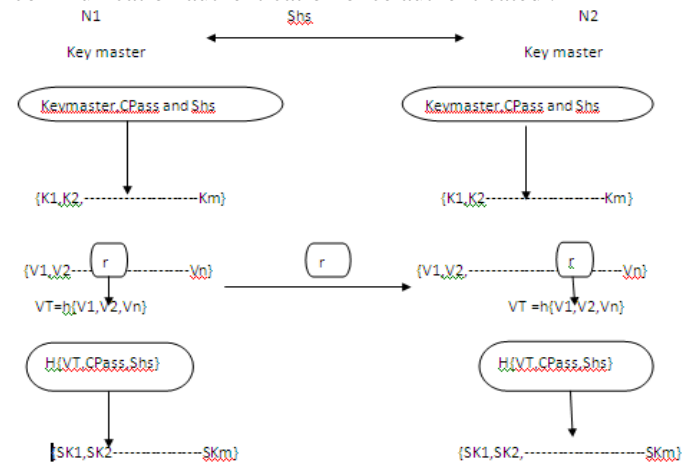 N1 Shs N2
Key master Key master
Keymaster,CPass and Shs Keymaster,CPass and Shs
{K1,K2,-----------------------Km} {K1,K2------------------------Km}
{V1,V2---- r ------------Vn} r {V1,V2,------------------ r ------Vn}
VT=h{V1,V2,Vn} VT =h{V1,V2,Vn}
H{VT,CPass,Shs} H{VT,CPass,Shs}
{SK1,SK2------------------SKm} {SK1,SK2,------------------------SKm}